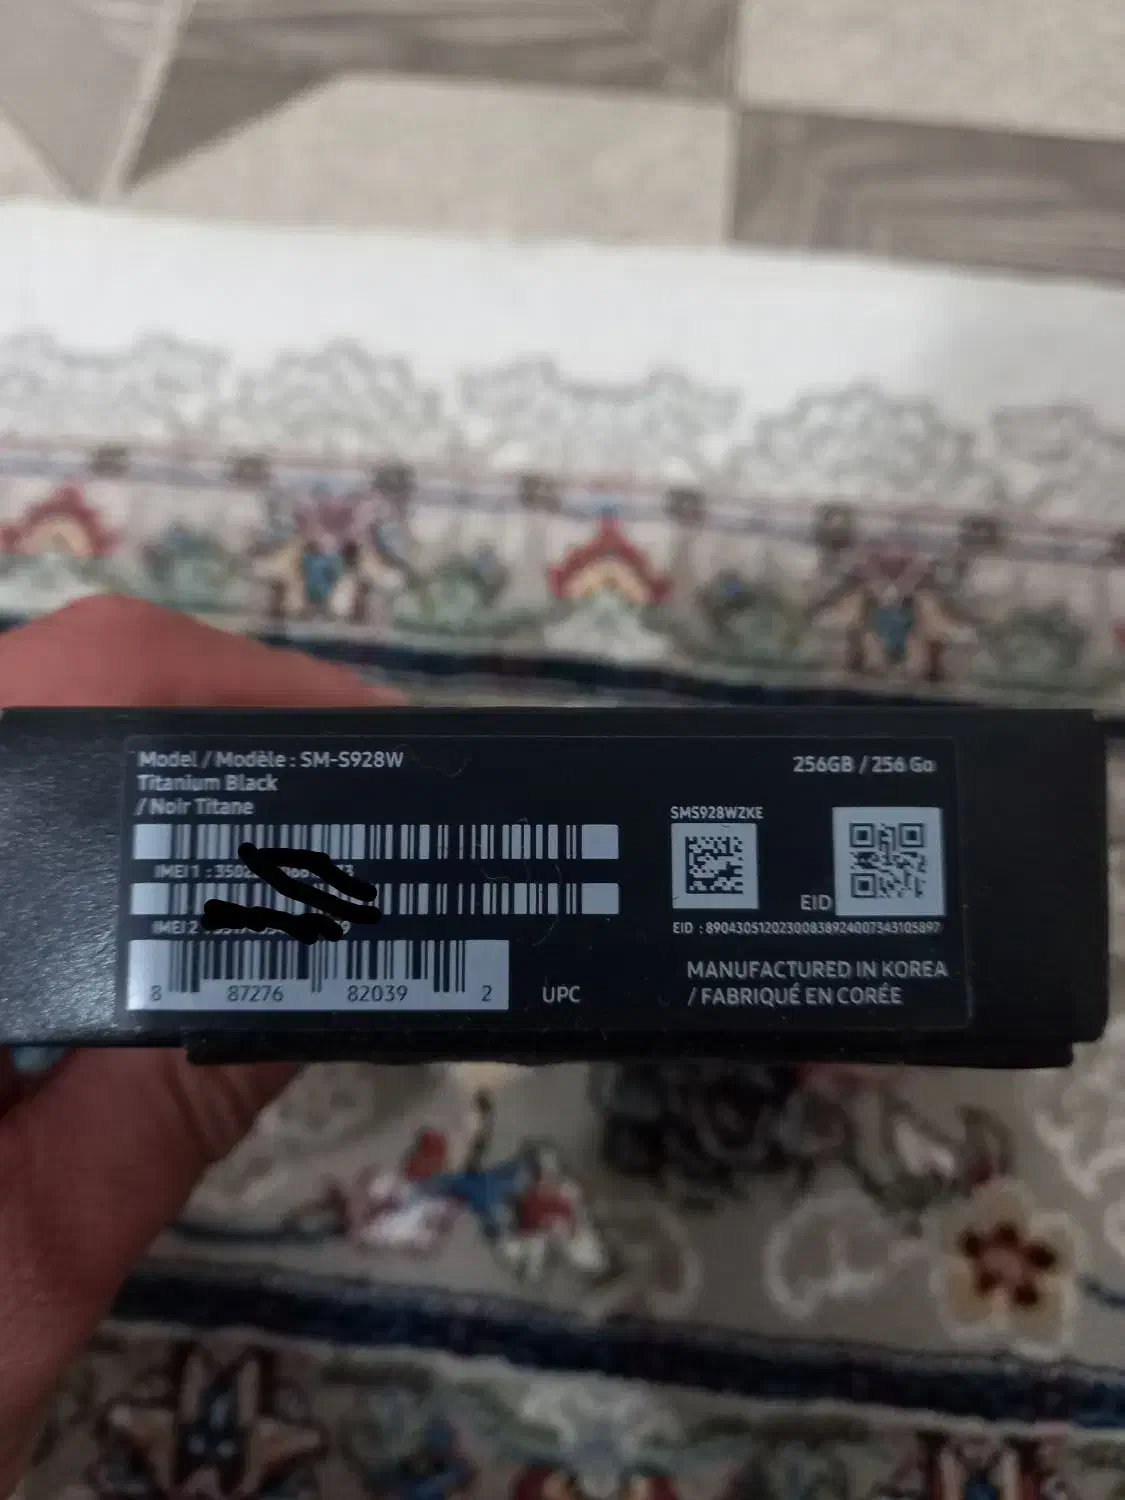 Model / Modèle : SM-S928W
Titanium Black
/ Noir Titane
256GB / 256 Go
SMS928WZKE
IMEI 1 :
IMEI 2
EID
EID : 89043051202300838924007343105897
8 87276 82039 2
UPC
MANUFACTURED IN KOREA
/ FABRIQUÉ EN CORÉE